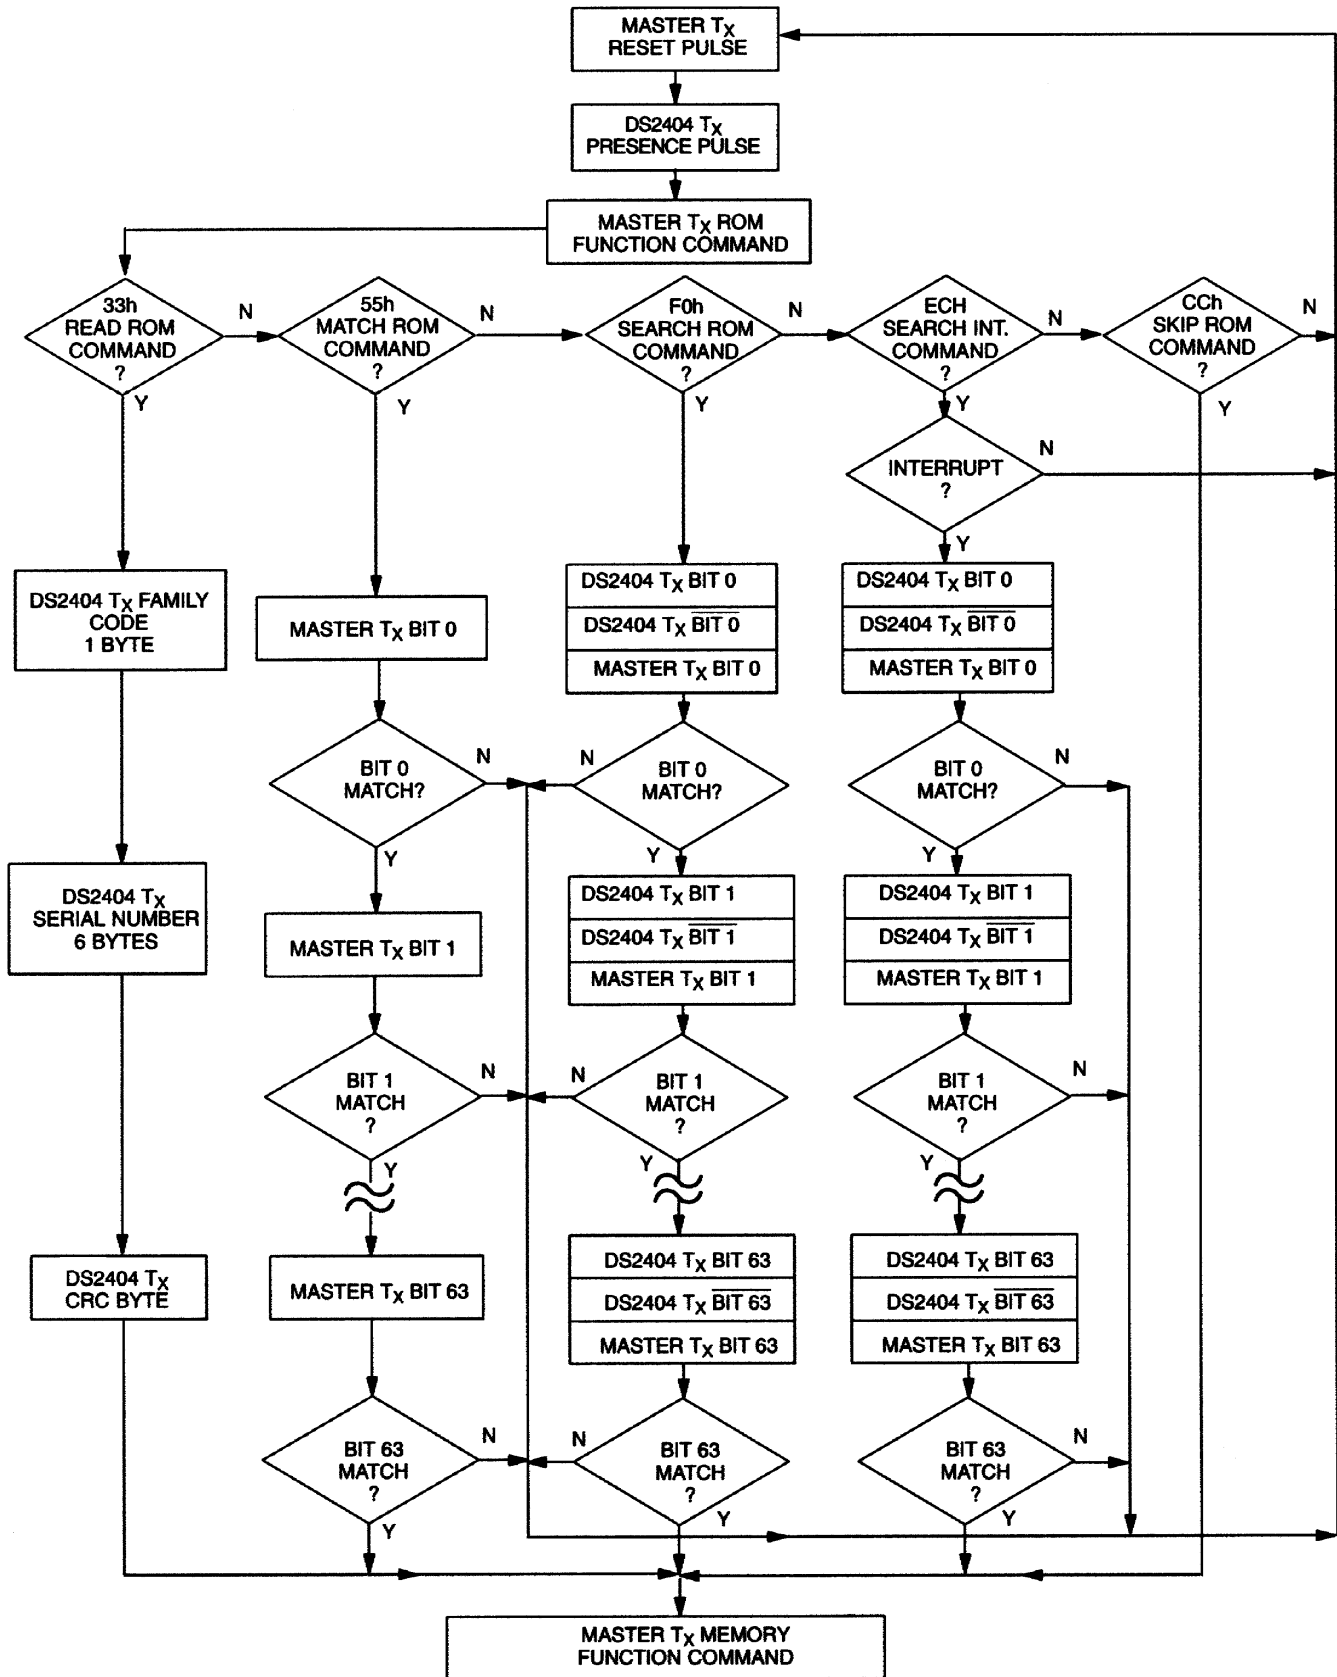 MASTER TX
RESET PULSE
DS2404 TX
PRESENCE PULSE
MASTER TX ROM
FUNCTION COMMAND
33h
READ ROM
COMMAND
?
N
Y
55h
MATCH ROM
COMMAND
?
N
Y
F0h
SEARCH ROM
COMMAND
?
N
Y
ECH
SEARCH INT.
COMMAND
?
N
Y
CCh
SKIP ROM
COMMAND
?
N
Y
INTERRUPT
?
N
Y
DS2404 TX FAMILY
CODE
1 BYTE
DS2404 TX
SERIAL NUMBER
6 BYTES
DS2404 TX
CRC BYTE
MASTER TX BIT 0
BIT 0
MATCH?
N
Y
MASTER TX BIT 1
BIT 1
MATCH
?
N
Y
MASTER TX BIT 63
BIT 63
MATCH
?
N
Y
DS2404 TX BIT 0
DS2404 TX BIT 0
MASTER TX BIT 0
BIT 0
MATCH?
N
Y
DS2404 TX BIT 1
DS2404 TX BIT 1
MASTER TX BIT 1
BIT 1
MATCH
?
N
Y
DS2404 TX BIT 63
DS2404 TX BIT 63
MASTER TX BIT 63
BIT 63
MATCH
?
N
Y
DS2404 TX BIT 0
DS2404 TX BIT 0
MASTER TX BIT 0
BIT 0
MATCH?
N
Y
DS2404 TX BIT 1
DS2404 TX BIT 1
MASTER TX BIT 1
BIT 1
MATCH
?
N
Y
DS2404 TX BIT 63
DS2404 TX BIT 63
MASTER TX BIT 63
BIT 63
MATCH
?
N
Y
MASTER TX MEMORY
FUNCTION COMMAND